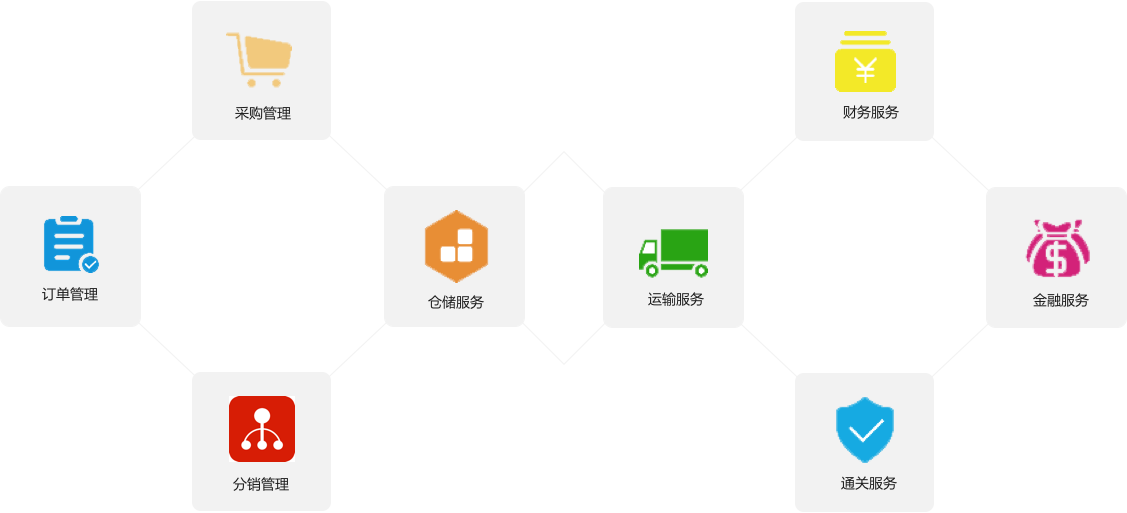 采购管理
财务服务
订单管理
仓储服务
运输服务
金融服务
分销管理
通关服务